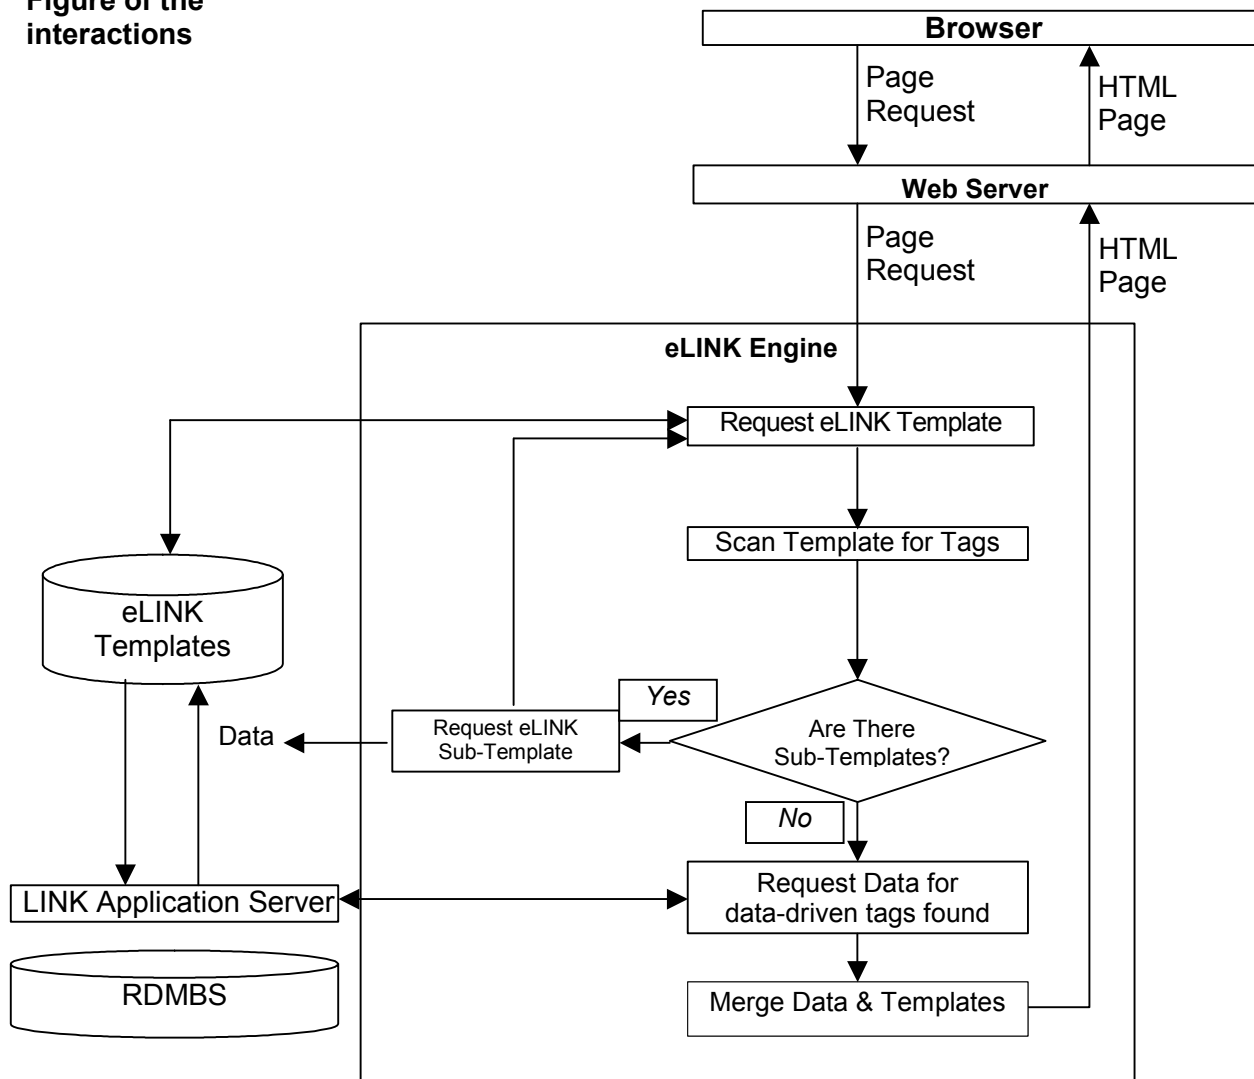 Figure of the
interactions
Browser
Page
Request
HTML
Page
Web Server
Page
Request
HTML
Page
eLINK Engine
Request eLINK Template
Scan Template for Tags
eLINK
Templates
Yes
Request eLINK
Sub-Template
Data
Are There
Sub-Templates?
No
LINK Application Server
Request Data for
data-driven tags found
RDMBS
Merge Data & Templates